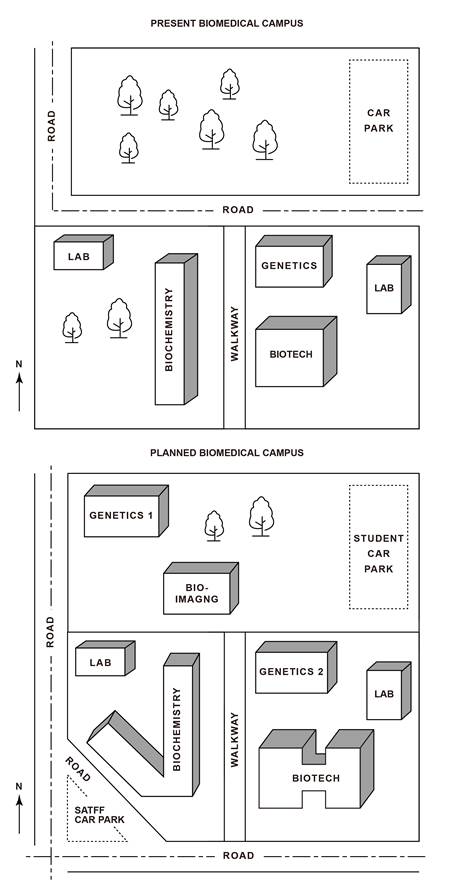 PRESENT BIOMEDICAL CAMPUS
ROAD
CAR
PARK
ROAD
LAB
BIOCHEMISTRY
WALKWAY
GENETICS
LAB
BIOTECH
N
PLANNED BIOMEDICAL CAMPUS
ROAD
GENETICS 1
STUDENT
CAR
PARK
BIO-
IMAGNG
LAB
BIOCHEMISTRY
WALKWAY
GENETICS 2
LAB
BIOTECH
ROAD
N
SATFF
CAR PARK
ROAD